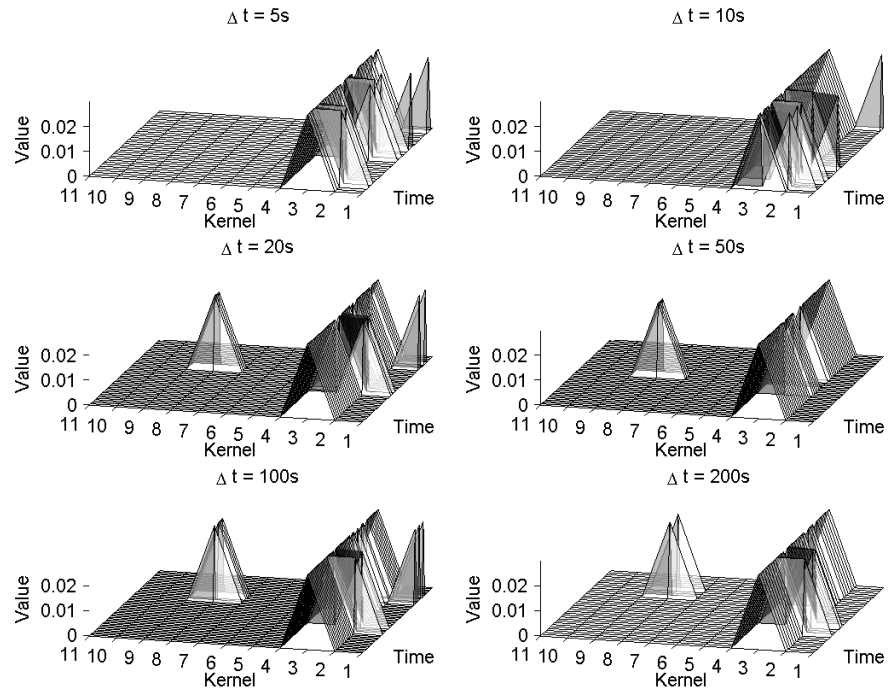 Δ t = 5s
Value
0.02
0.01
0
11 10 9 8 7 6 5 4 3 2 1
Kernel
Time
Δ t = 10s
Value
0.02
0.01
0
11 10 9 8 7 6 5 4 3 2 1
Kernel
Time
Δ t = 20s
Value
0.02
0.01
0
11 10 9 8 7 6 5 4 3 2 1
Kernel
Time
Δ t = 50s
Value
0.02
0.01
0
11 10 9 8 7 6 5 4 3 2 1
Kernel
Time
Δ t = 100s
Value
0.02
0.01
0
11 10 9 8 7 6 5 4 3 2 1
Kernel
Time
Δ t = 200s
Value
0.02
0.01
0
11 10 9 8 7 6 5 4 3 2 1
Kernel
Time